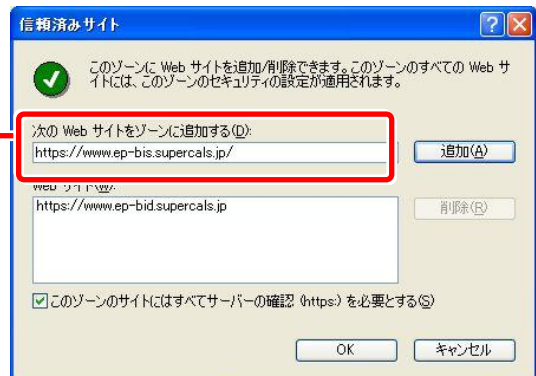 信頼済みサイト
このゾーンに Web サイトを追加/削除できます。このゾーンのすべての Web サ
イトには、このゾーンのセキュリティの設定が適用されます。
次の Web サイトをゾーンに追加する(D):
https://www.ep-bis.supercals.jp/
追加(A)
Web サイト(W):
https://www.ep-bid.supercals.jp
削除(R)
このゾーンのサイトにはすべてサーバーの確認 (https:) を必要とする(S)
OK
キャンセル